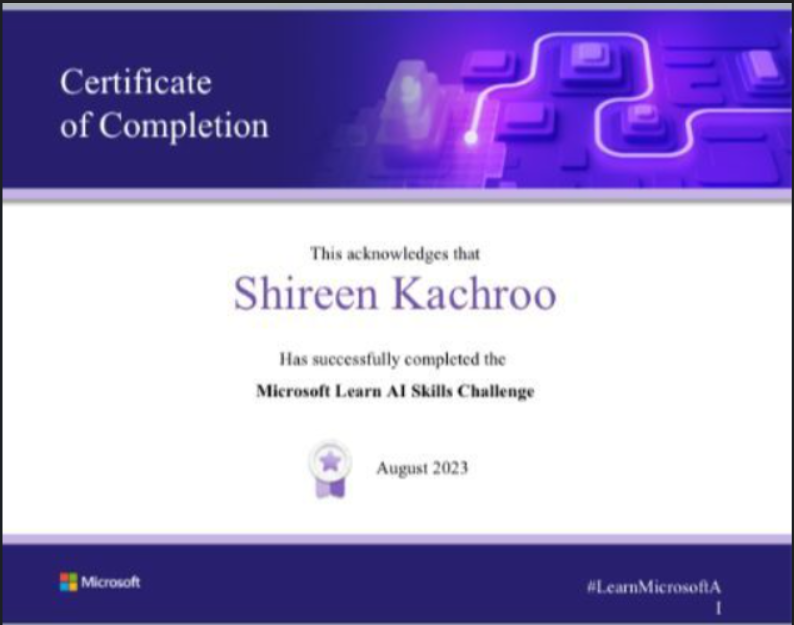 Certificate
of Completion
This acknowledges that
Shireen Kachroo
Has successfully completed the
Microsoft Learn AI Skills Challenge
August 2023
Microsoft
#LearnMicrosoftA
I